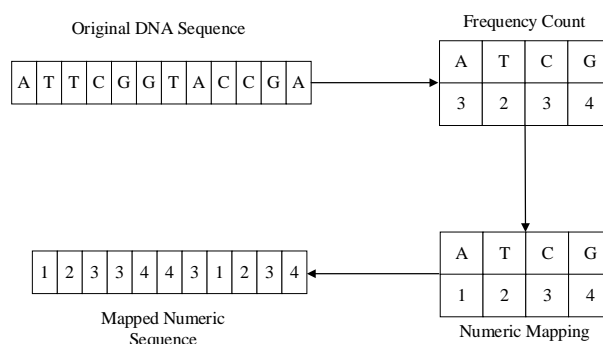 Original DNA Sequence
A T T C G G T A C C G A
Frequency Count
A T C G
3 2 3 4
A T C G
1 2 3 4
Numeric Mapping
1 2 3 3 4 4 3 1 2 3 4
Mapped Numeric
Sequence